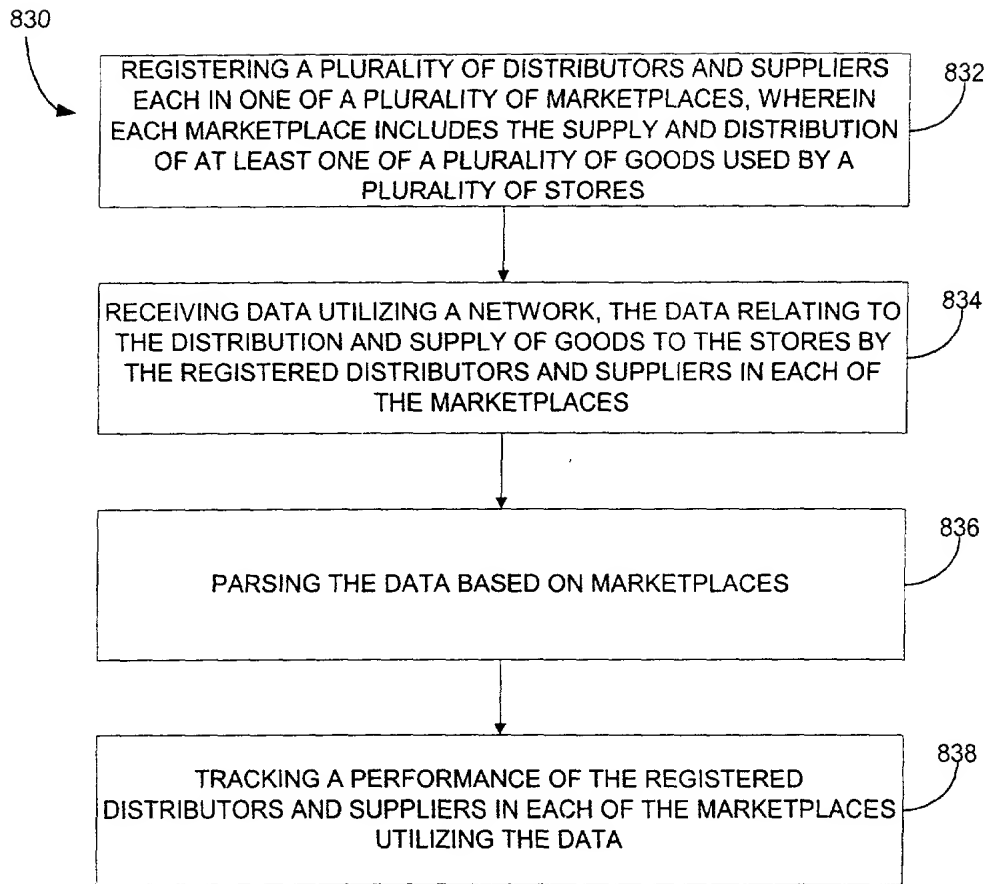 830
REGISTERING A PLURALITY OF DISTRIBUTORS AND SUPPLIERS
EACH IN ONE OF A PLURALITY OF MARKETPLACES, WHEREIN
EACH MARKETPLACE INCLUDES THE SUPPLY AND DISTRIBUTION
OF AT LEAST ONE OF A PLURALITY OF GOODS USED BY A
PLURALITY OF STORES
832
RECEIVING DATA UTILIZING A NETWORK, THE DATA RELATING TO
THE DISTRIBUTION AND SUPPLY OF GOODS TO THE STORES BY
THE REGISTERED DISTRIBUTORS AND SUPPLIERS IN EACH OF
THE MARKETPLACES
834
PARSING THE DATA BASED ON MARKETPLACES
836
TRACKING A PERFORMANCE OF THE REGISTERED
DISTRIBUTORS AND SUPPLIERS IN EACH OF THE MARKETPLACES
UTILIZING THE DATA
838